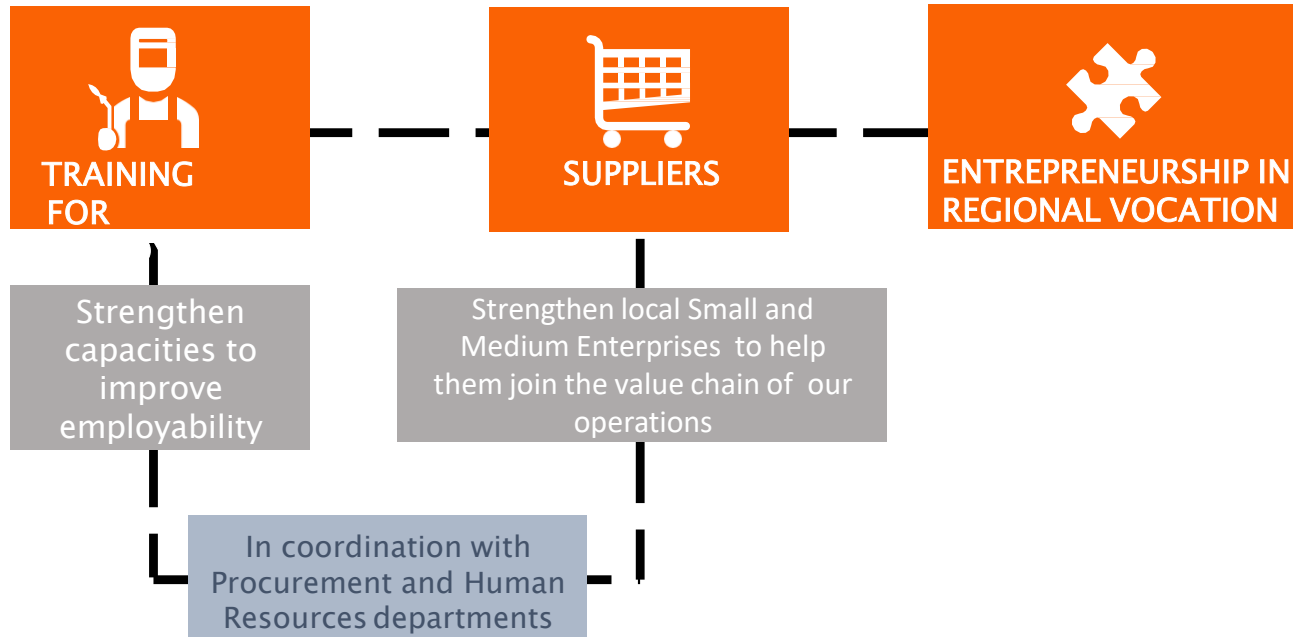 TRAINING
FOR
SUPPLIERS
ENTREPRENEURSHIP IN
REGIONAL VOCATION
Strengthen
capacities to
improve
employability
Strengthen local Small and
Medium Enterprises to help
them join the value chain of our
operations
In coordination with
Procurement and Human
Resources departments